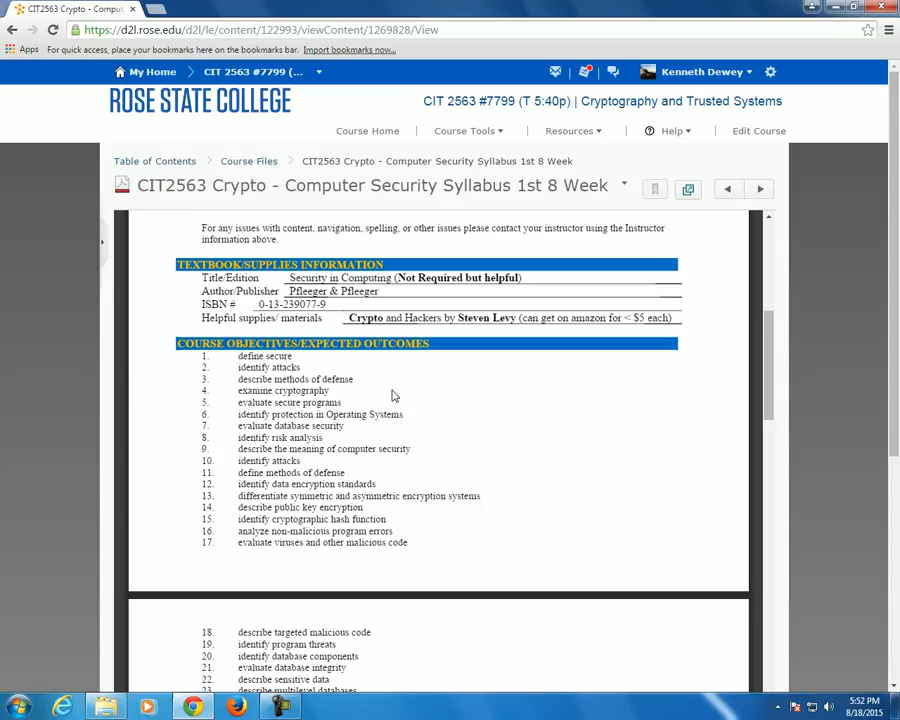 CIT2563 Crypto - Comput
https://d2l.rose.edu/d2l/le/content/122993/viewContent/1269828/View
Apps For quick access, place your bookmarks here on the bookmarks bar. Import bookmarks now...
My Home CIT 2563 #7799 (... Kenneth Dewey
ROSE STATE COLLEGE
CIT 2563 #7799 (T 5:40p) | Cryptography and Trusted Systems
Course Home Course Tools Resources Help Edit Course
Table of Contents Course Files CIT2563 Crypto - Computer Security Syllabus 1st 8 Week
CIT2563 Crypto - Computer Security Syllabus 1st 8 Week
For any issues with content, navigation, spelling, or other issues please contact your instructor using the Instructor
information above.
TEXTBOOK/SUPPLIES INFORMATION
Title/Edition Security in Computing (Not Required but helpful)
Author/Publisher Pfleeger & Pfleeger
ISBN # 0-13-239077-9
Helpful supplies/ materials Crypto and Hackers by Steven Levy (can get on amazon for < $5 each)
COURSE OBJECTIVES/EXPECTED OUTCOMES
1. define secure
2. identify attacks
3. describe methods of defense
4. examine cryptography
5. evaluate secure programs
6. identify protection in Operating Systems
7. evaluate database security
8. identify risk analysis
9. describe the meaning of computer security
10. identify attacks
11. define methods of defense
12. identify data encryption standards
13. differentiate symmetric and asymmetric encryption systems
14. describe public key encryption
15. identify cryptographic hash function
16. analyze non-malicious program errors
17. evaluate viruses and other malicious code
18. describe targeted malicious code
19. identify program threats
20. identify database components
21. evaluate database integrity
22. describe sensitive data
23. describe multilevel databases
5:52 PM
8/18/2015